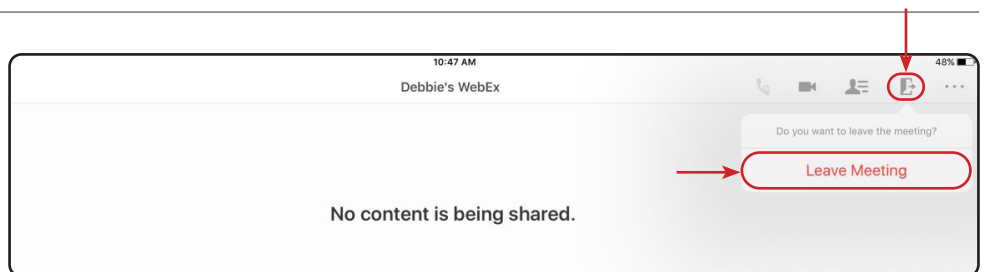 10:47 AM 48%
Debbie's WebEx
Do you want to leave the meeting?
Leave Meeting
No content is being shared.